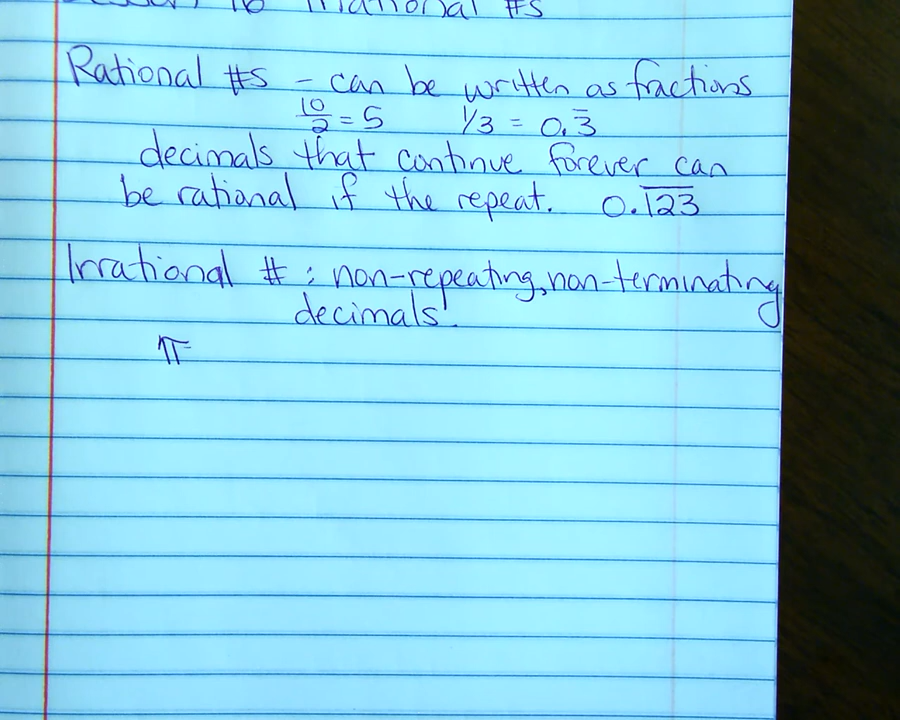 Irrational #s
Rational #s - can be written as fractions
10/2 = 5 1/3 = 0.3̅
decimals that continue forever can
be rational if the repeat. 0.1̅2̅3̅
Irrational # : non-repeating, non-terminating
decimals.
π